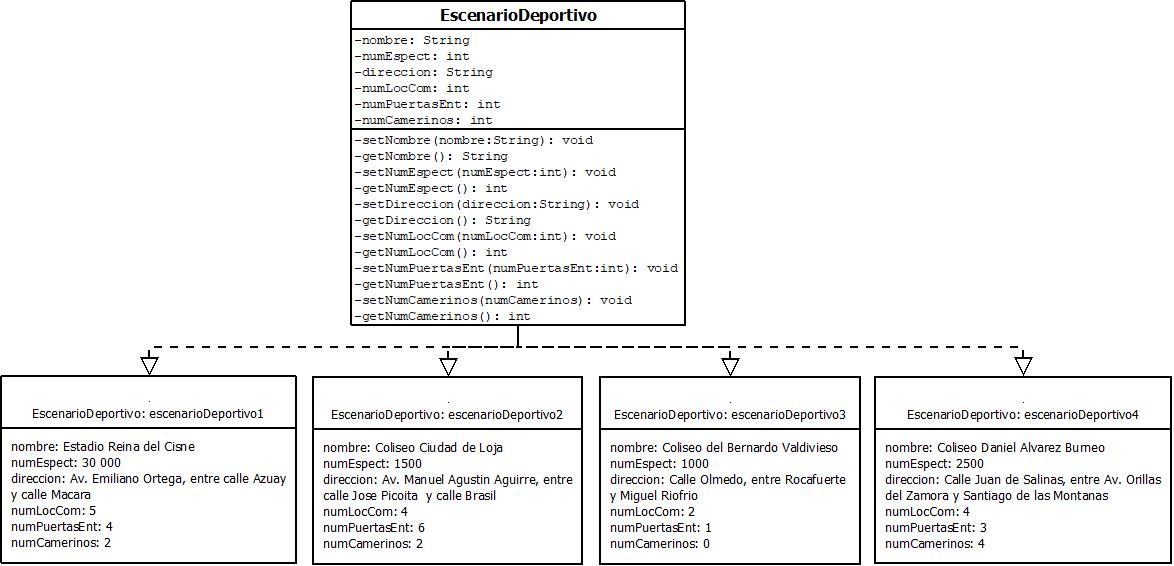 EscenarioDeportivo
-nombre: String
-numEspect: int
-direccion: String
-numLocCom: int
-numPuertasEnt: int
-numCamerinos: int
-setNombre(nombre:String): void
-getNombre(): String
-setNumEspect(numEspect:int): void
-getNumEspect(): int
-setDireccion(direccion:String): void
-getDireccion(): String
-setNumLocCom(numLocCom:int): void
-getNumLocCom(): int
-setNumPuertasEnt(numPuertasEnt:int): void
-getNumPuertasEnt(): int
-setNumCamerinos(numCamerinos): void
-getNumCamerinos(): int
.
EscenarioDeportivo: escenarioDeportivo1
nombre: Estadio Reina del Cisne
numEspect: 30 000
direccion: Av. Emiliano Ortega, entre calle Azuay
y calle Macara
numLocCom: 5
numPuertasEnt: 4
numCamerinos: 2
.
EscenarioDeportivo: escenarioDeportivo2
nombre: Coliseo Ciudad de Loja
numEspect: 1500
direccion: Av. Manuel Agustin Aguirre, entre
calle Jose Picoita y calle Brasil
numLocCom: 4
numPuertasEnt: 6
numCamerinos: 2
.
EscenarioDeportivo: escenarioDeportivo3
nombre: Coliseo del Bernardo Valdivieso
numEspect: 1000
direccion: Calle Olmedo, entre Rocafuerte
y Miguel Riofrio
numLocCom: 2
numPuertasEnt: 1
numCamerinos: 0
.
EscenarioDeportivo: escenarioDeportivo4
nombre: Coliseo Daniel Alvarez Burneo
numEspect: 2500
direccion: Calle Juan de Salinas, entre Av. Orillas
del Zamora y Santiago de las Montanas
numLocCom: 4
numPuertasEnt: 3
numCamerinos: 4